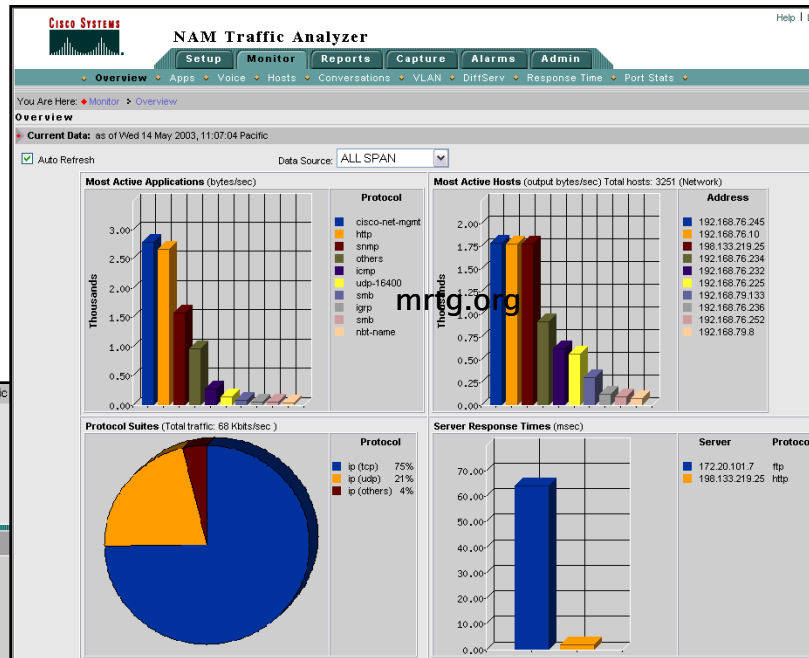 Help |
CISCO SYSTEMS
NAM Traffic Analyzer
Setup Monitor Reports Capture Alarms Admin
Overview Apps Voice Hosts Conversations VLAN DiffServ Response Time Port Stats
You Are Here: Monitor > Overview
Overview
Current Data: as of Wed 14 May 2003, 11:07:04 Pacific
Auto Refresh
Data Source: ALL SPAN
Most Active Applications (bytes/sec)
Thousands
3.00
2.50
2.00
1.50
1.00
0.50
0.00
Protocol
cisco-net-mgmt
http
snmp
others
icmp
udp-16400
smb
igrp
smb
nbt-name
Most Active Hosts (output bytes/sec) Total hosts: 3251 (Network)
Thousands
2.00
1.75
1.50
1.25
1.00
0.75
0.50
0.25
0.00
Address
192.168.76.245
192.168.76.10
198.133.219.25
192.168.76.234
192.168.76.232
192.168.76.225
192.168.79.133
192.168.76.236
192.168.76.252
192.168.79.8
mrtg.org
Protocol Suites (Total traffic: 68 Kbits/sec )
Protocol
ip (tcp) 75%
ip (udp) 21%
ip (others) 4%
Server Response Times (msec)
70.00
60.00
50.00
40.00
30.00
20.00
10.00
0.00
Server Protoco
172.20.101.7 ftp
198.133.219.25 http